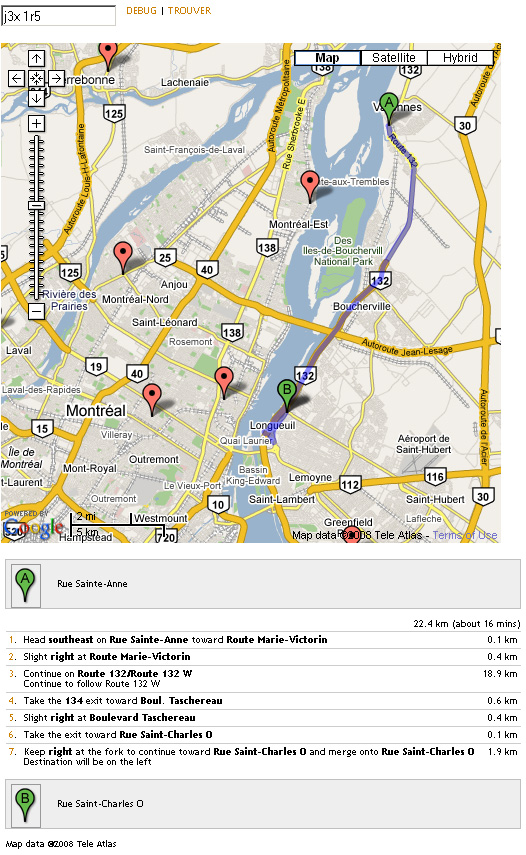 j3x 1r5
DEBUG | TROUVER
Map
Satellite
Hybrid
Terrebonne
Lachenaie
138
132
Varennes
A
125
30
Autoroute Louis-H.Lafontaine
Autoroute Métropolitaine
Rue Sherbrooke E
Route 132
Saint-François-de-Laval
Pointe-aux-Trembles
Montréal-Est
Des
Iles-de-Boucherville
National Park
138
25
40
125
Rivière des
Prairies
Montréal-Nord
Anjou
132
Boucherville
Saint-Léonard
138
Rosemont
Autoroute Jean-Lesage
Laval
19
40
132
Laval-des-Rapides
B
Montréal
15
Villeray
Longueuil
Quai Laurier
Autoroute de l'Acier
Île de
Montréal
Outremont
Aéroport de
Saint-Hubert
Mont-Royal
Bassin
King-Edward
Lemoyne
116
t-Laurent
Outremont
Le Vieux-Port
112
Saint-Lambert
Saint-Hubert
30
10
POWERED BY
Google
2 mi
5 km
Westmount
Lafleche
Greenfield
520
Hampstead
720
Map data ©2008 Tele Atlas - Terms of Use
A
Rue Sainte-Anne
22.4 km (about 16 mins)
1. Head southeast on Rue Sainte-Anne toward Route Marie-Victorin 0.1 km
2. Slight right at Route Marie-Victorin 0.4 km
3. Continue on Route 132/Route 132 W 18.9 km
Continue to follow Route 132 W
4. Take the 134 exit toward Boul. Taschereau 0.6 km
5. Slight right at Boulevard Taschereau 0.4 km
6. Take the exit toward Rue Saint-Charles O 0.1 km
7. Keep right at the fork to continue toward Rue Saint-Charles O and merge onto Rue Saint-Charles O 1.9 km
Destination will be on the left
B
Rue Saint-Charles O
Map data ©2008 Tele Atlas